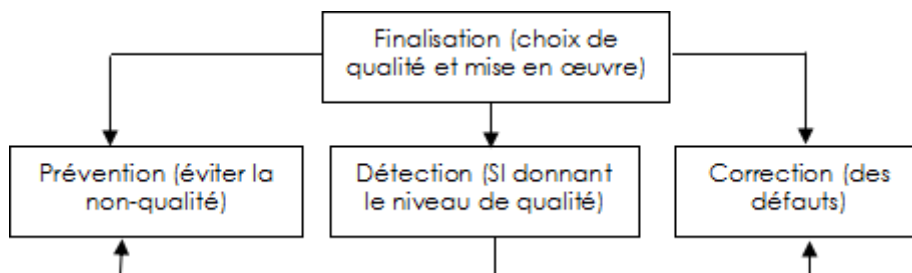 Finalisation (choix de
qualité et mise en œuvre)
Prévention (éviter la
non-qualité)
Détection (SI donnant
le niveau de qualité)
Correction (des
défauts)